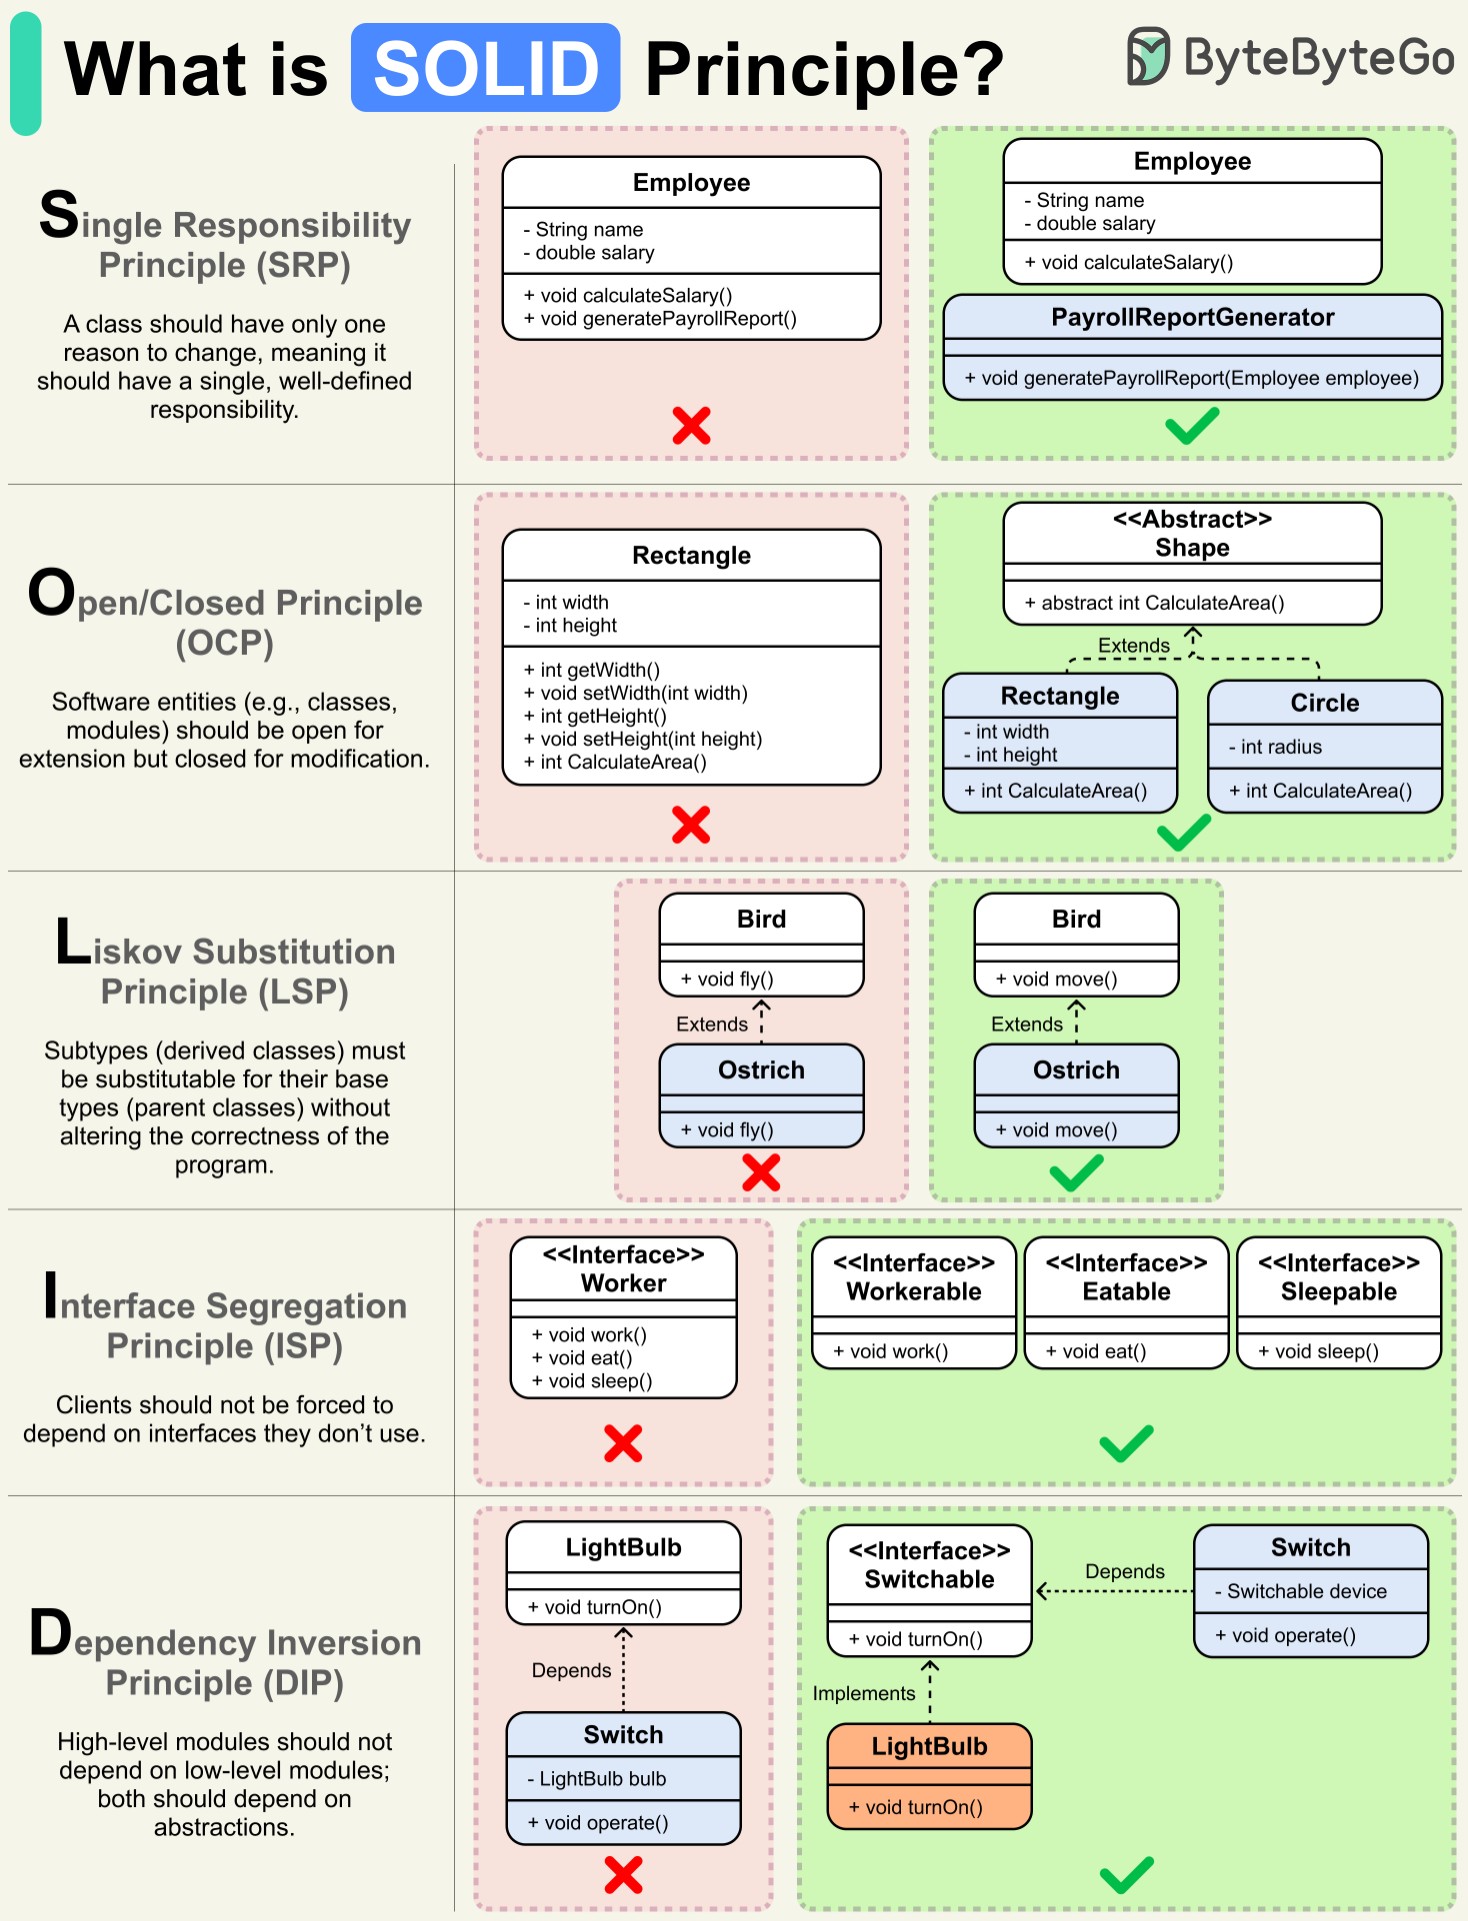 What is SOLID Principle?
ByteByteGo
Single Responsibility
Principle (SRP)
A class should have only one
reason to change, meaning it
should have a single, well-defined
responsibility.
Employee
- String name
- double salary
+ void calculateSalary()
+ void generatePayrollReport()
Employee
- String name
- double salary
+ void calculateSalary()
PayrollReportGenerator
+ void generatePayrollReport(Employee employee)
Open/Closed Principle
(OCP)
Software entities (e.g., classes,
modules) should be open for
extension but closed for modification.
Rectangle
- int width
- int height
+ int getWidth()
+ void setWidth(int width)
+ int getHeight()
+ void setHeight(int height)
+ int CalculateArea()
<<Abstract>>
Shape
+ abstract int CalculateArea()
Extends
Rectangle
- int width
- int height
+ int CalculateArea()
Circle
- int radius
+ int CalculateArea()
Liskov Substitution
Principle (LSP)
Subtypes (derived classes) must
be substitutable for their base
types (parent classes) without
altering the correctness of the
program.
Bird
+ void fly()
Extends
Ostrich
+ void fly()
Bird
+ void move()
Extends
Ostrich
+ void move()
Interface Segregation
Principle (ISP)
Clients should not be forced to
depend on interfaces they don't use.
<<Interface>>
Worker
+ void work()
+ void eat()
+ void sleep()
<<Interface>>
Workerable
+ void work()
<<Interface>>
Eatable
+ void eat()
<<Interface>>
Sleepable
+ void sleep()
Dependency Inversion
Principle (DIP)
High-level modules should not
depend on low-level modules;
both should depend on
abstractions.
LightBulb
+ void turnOn()
Depends
Switch
- LightBulb bulb
+ void operate()
<<Interface>>
Switchable
+ void turnOn()
Depends
Switch
- Switchable device
+ void operate()
Implements
LightBulb
+ void turnOn()